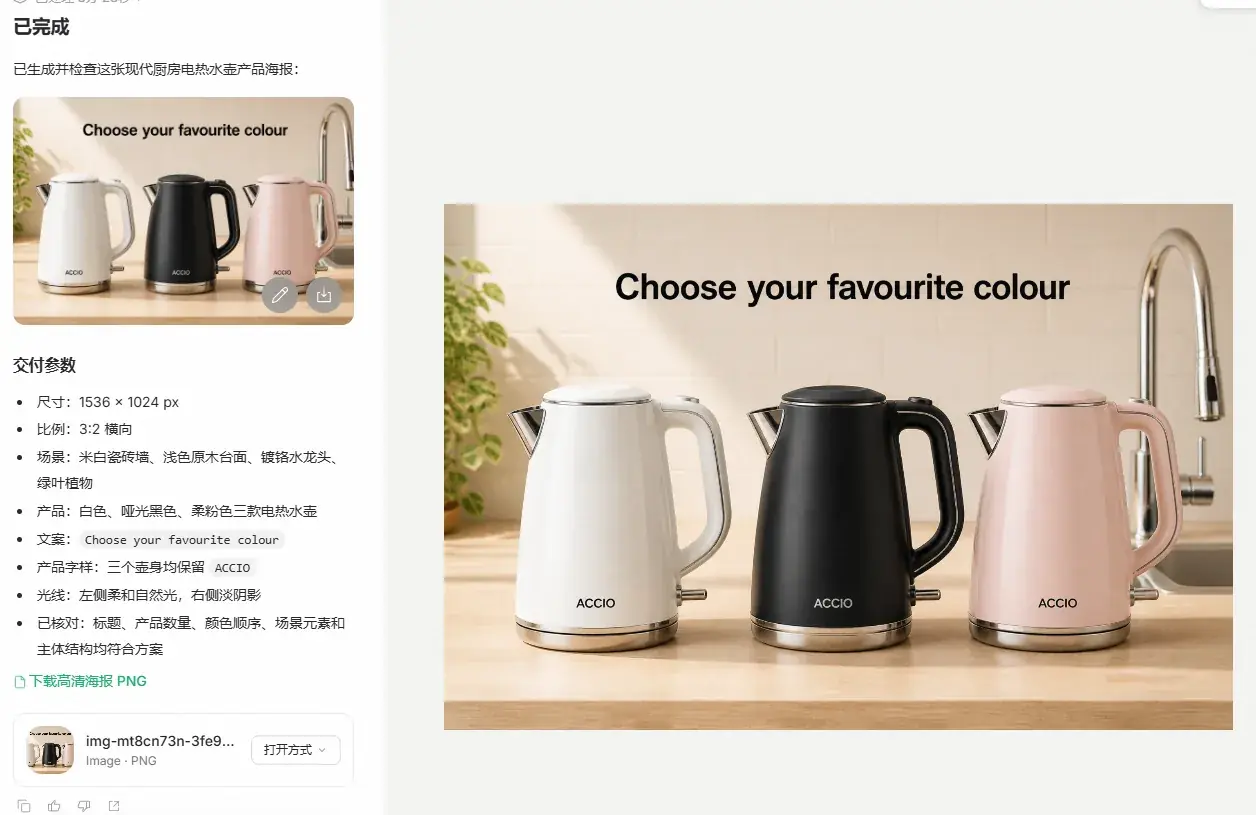 已完成
已生成并检查这张现代厨房电热水壶产品海报：
Choose your favourite colour
ACCIO
ACCIO
ACCIO
交付参数
尺寸：1536 × 1024 px
比例：3:2 横向
场景：米白瓷砖墙、浅色原木台面、镀铬水龙头、
绿叶植物
产品：白色、哑光黑色、柔粉色三款电热水壶
文案： Choose your favourite colour
产品字样：三个壶身均保留 ACCIO
光线：左侧柔和自然光，右侧淡阴影
已核对：标题、产品数量、颜色顺序、场景元素和
主体结构均符合方案
下载高清海报 PNG
img-mt8cn73n-3fe9...
Image · PNG
打开方式
Choose your favourite colour
ACCIO
ACCIO
ACCIO